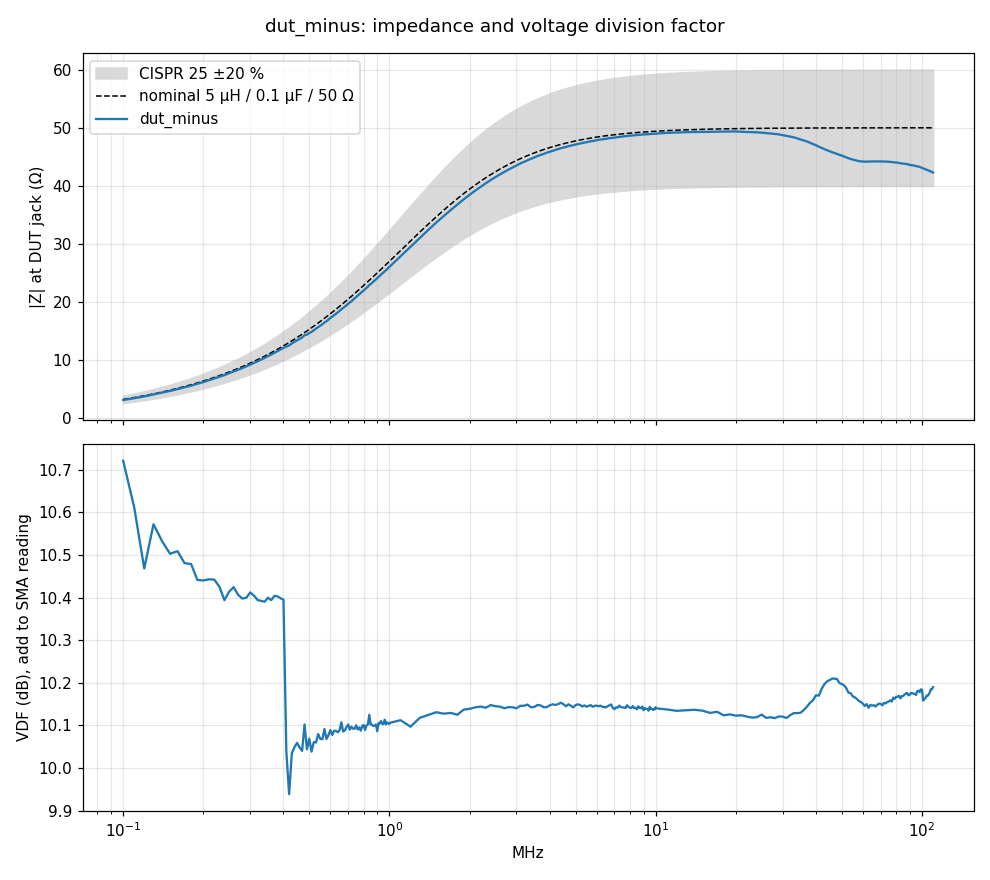 dut_minus: impedance and voltage division factor
|Z| at DUT jack (Ω)
60
50
40
30
20
10
0
CISPR 25 ±20 %
nominal 5 µH / 0.1 µF / 50 Ω
dut_minus
VDF (dB), add to SMA reading
10.7
10.6
10.5
10.4
10.3
10.2
10.1
10.0
9.9
10⁻¹ 10⁰ 10¹ 10²
MHz